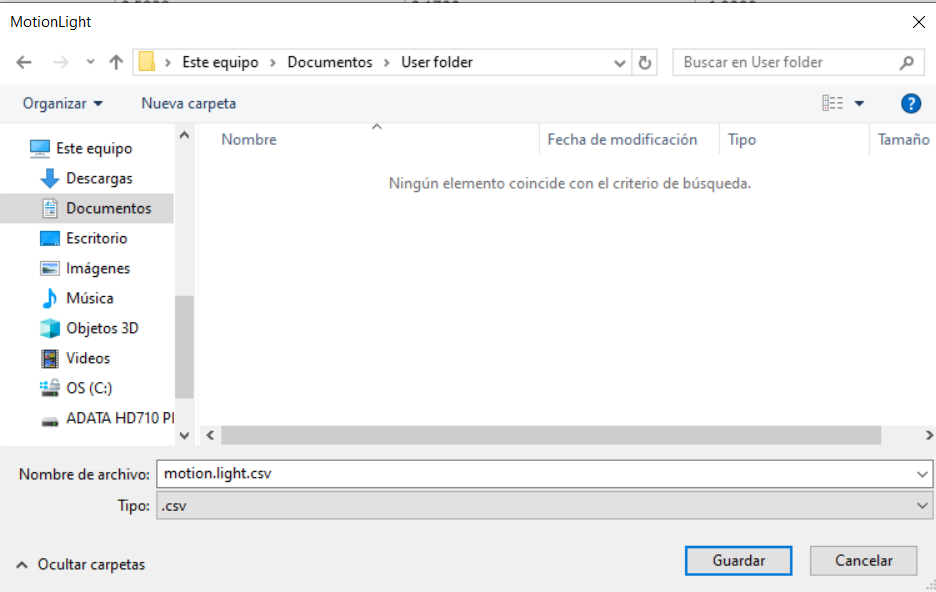 MotionLight
Este equipo > Documentos > User folder
Buscar en User folder
Organizar
Nueva carpeta
?
Nombre
Fecha de modificación
Tipo
Tamaño
Ningún elemento coincide con el criterio de búsqueda.
Este equipo
Descargas
Documentos
Escritorio
Imágenes
Música
Objetos 3D
Videos
OS (C:)
ADATA HD710 P
Nombre de archivo: motion.light.csv
Tipo: .csv
Ocultar carpetas
Guardar
Cancelar